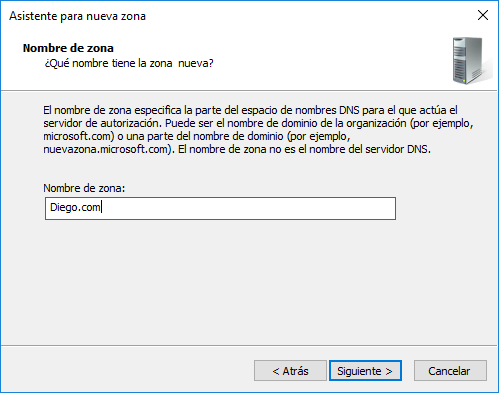 Asistente para nueva zona
Nombre de zona
¿Qué nombre tiene la zona nueva?
El nombre de zona especifica la parte del espacio de nombres DNS para el que actúa el
servidor de autorización. Puede ser el nombre de dominio de la organización (por ejemplo,
microsoft.com) o una parte del nombre de dominio (por ejemplo,
nuevazona.microsoft.com). El nombre de zona no es el nombre del servidor DNS.
Nombre de zona:
Diego.com
< Atrás
Siguiente >
Cancelar